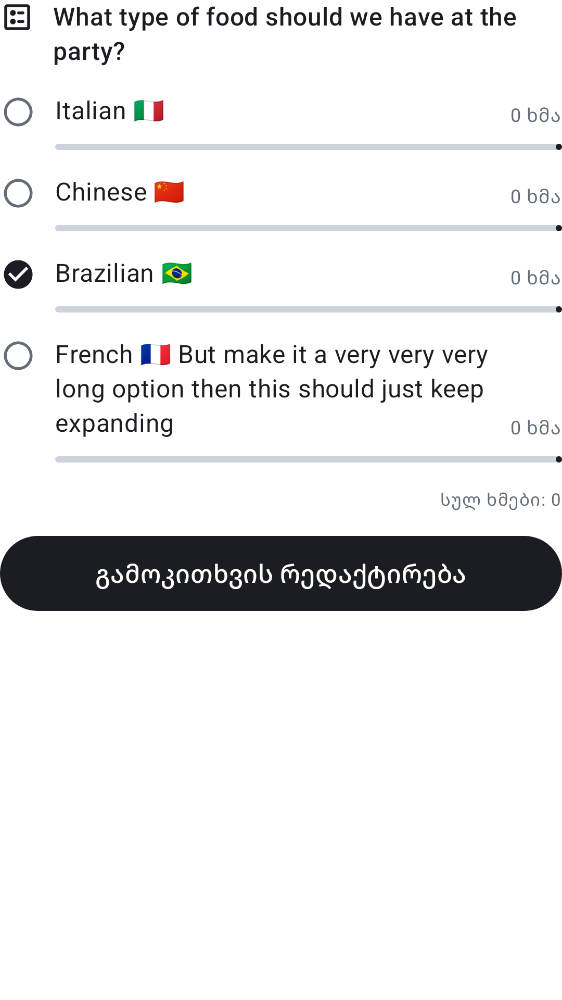 What type of food should we have at the
party?
Italian 🇮🇹
0 ხმა
Chinese 🇨🇳
0 ხმა
Brazilian 🇧🇷
0 ხმა
French 🇫🇷 But make it a very very very
long option then this should just keep
expanding
0 ხმა
სულ ხმები: 0
გამოკითხვის რედაქტირება